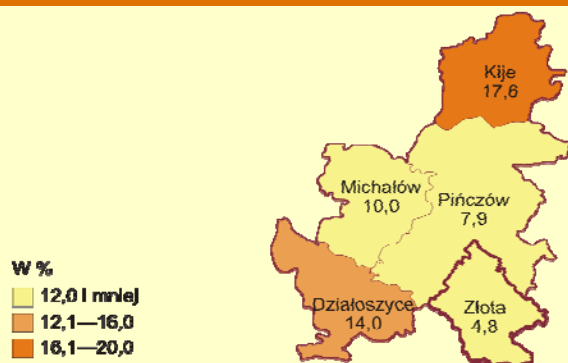 Kije
17,6
Michałów
10,0
Pińczów
7,9
Działoszyce
14,0
Złota
4,8
W %
12,0 I mniej
12,1—16,0
16,1—20,0